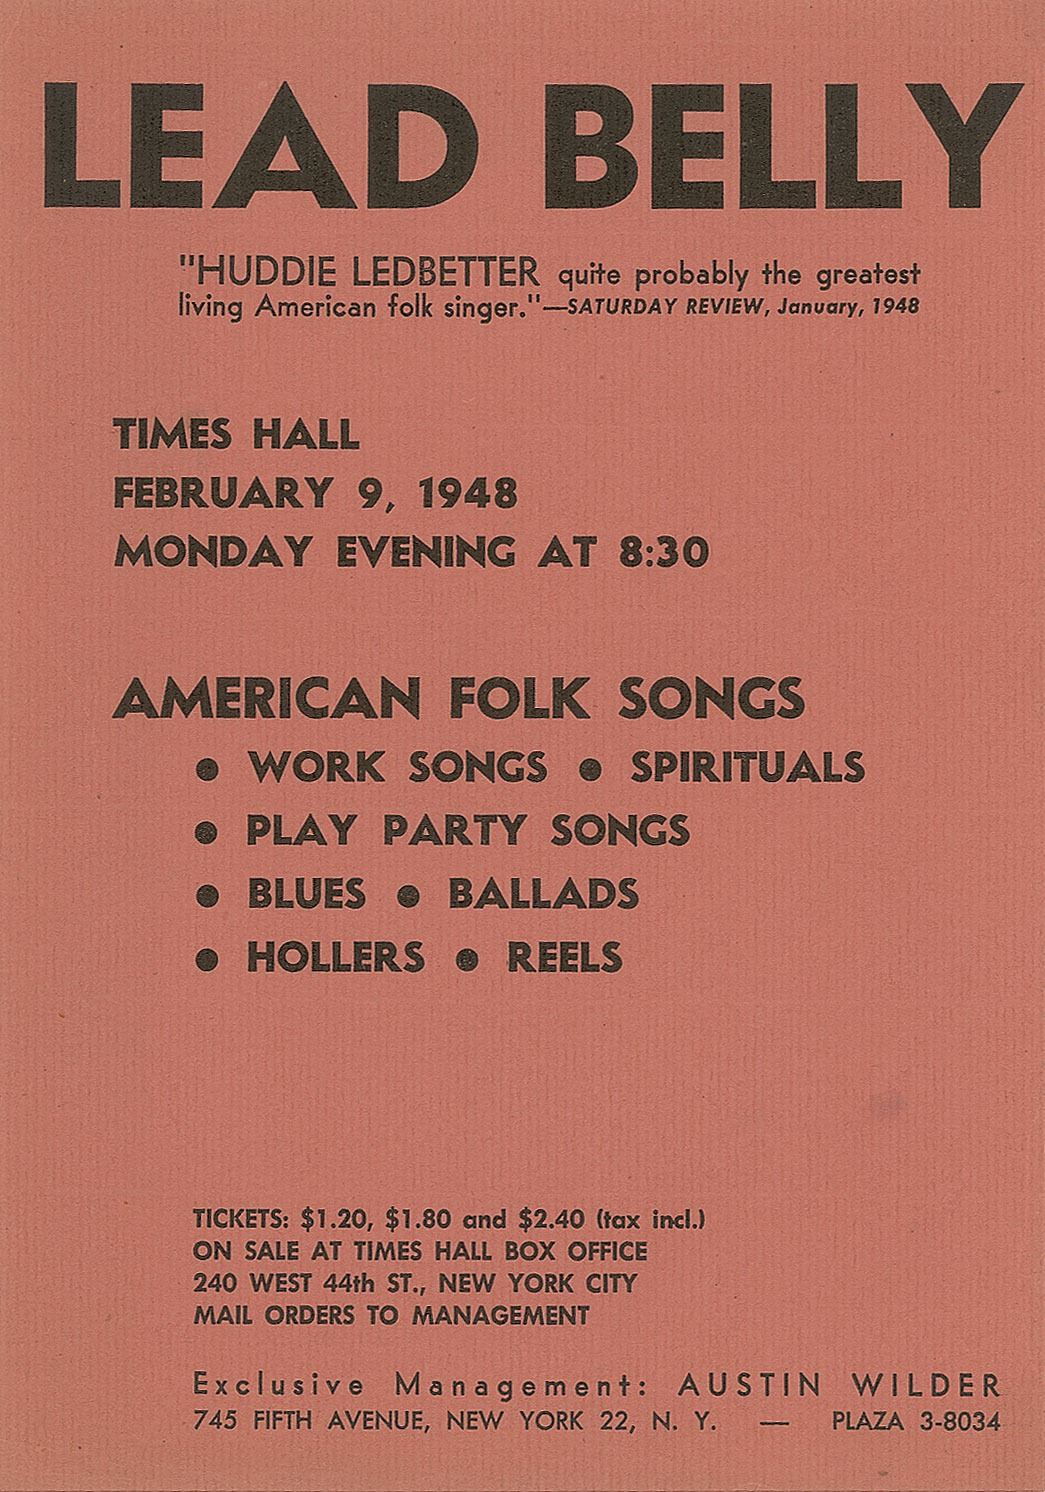 LEAD BELLY
"HUDDIE LEDBETTER quite probably the greatest
living American folk singer."—SATURDAY REVIEW, January, 1948
TIMES HALL
FEBRUARY 9, 1948
MONDAY EVENING AT 8:30
AMERICAN FOLK SONGS
● WORK SONGS ● SPIRITUALS
● PLAY PARTY SONGS
● BLUES ● BALLADS
● HOLLERS ● REELS
TICKETS: $1.20, $1.80 and $2.40 (tax incl.)
ON SALE AT TIMES HALL BOX OFFICE
240 WEST 44th ST., NEW YORK CITY
MAIL ORDERS TO MANAGEMENT
Exclusive Management: AUSTIN WILDER
745 FIFTH AVENUE, NEW YORK 22, N. Y. — PLAZA 3-8034